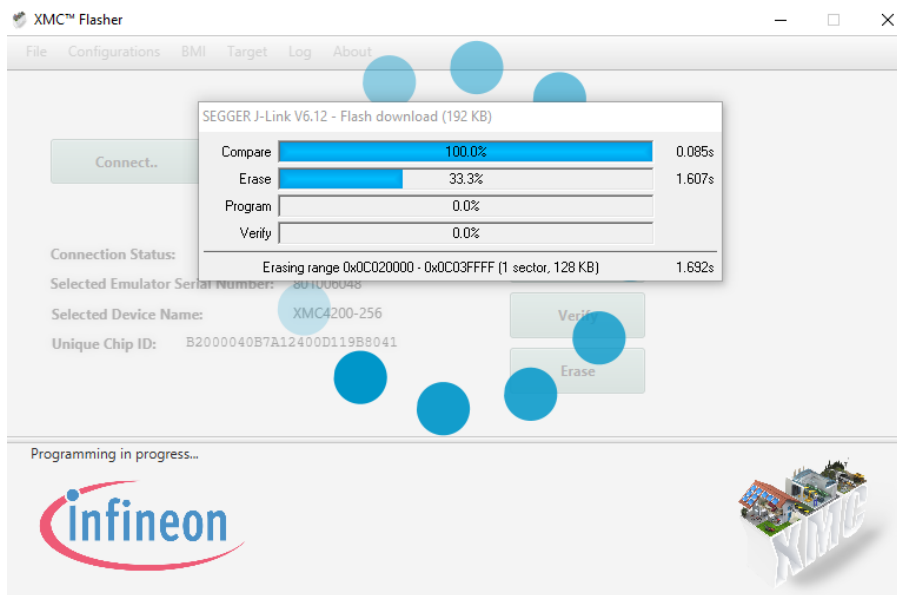 XMC™ Flasher
File Configurations BMI Target Log About
SEGGER J-Link V6.12 - Flash download (192 KB)
Connect..
Compare 100.0% 0.085s
Erase 33.3% 1.607s
Program 0.0%
Verify 0.0%
Erasing range 0x0C020000 - 0x0C03FFFF (1 sector, 128 KB) 1.692s
Connection Status:
Selected Emulator Serial Number: 801006048
Selected Device Name: XMC4200-256
Unique Chip ID: B2000040B7A12400D119B8041
Verify
Erase
Programming in progress...
infineon
XMC